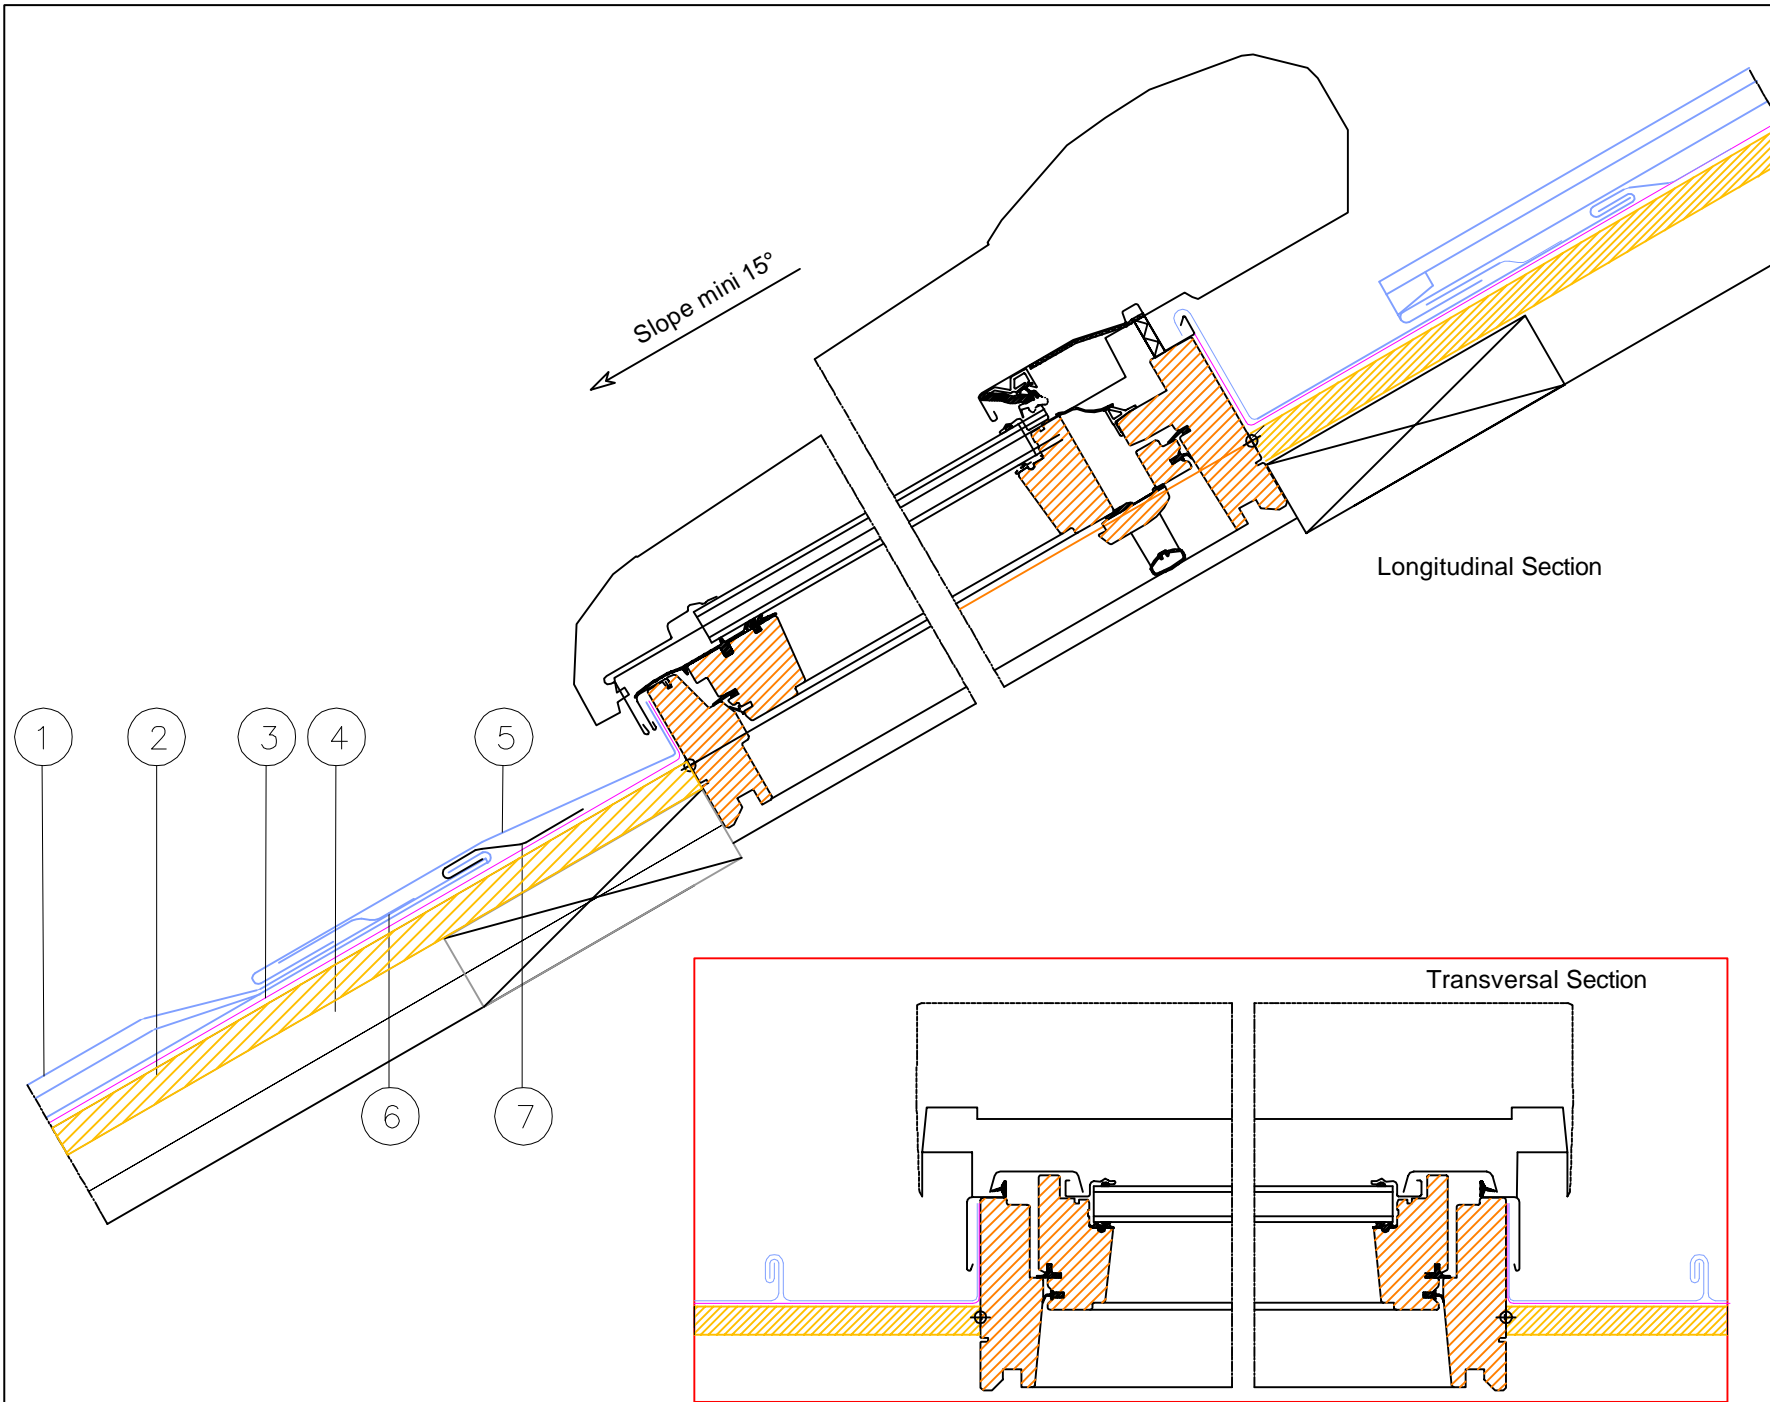 Slope mini 15°
Longitudinal Section
1 2 3 4 5
6 7
Transversal Section